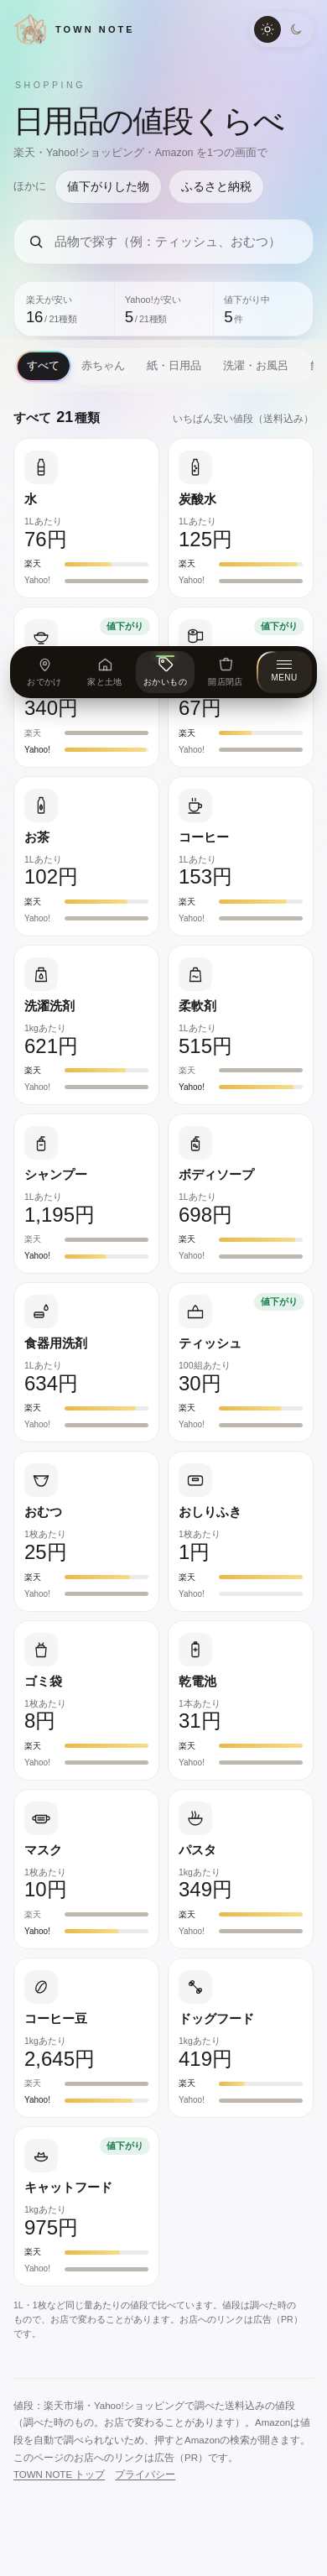 TOWN NOTE
SHOPPING
日用品の値段くらべ
楽天・Yahoo!ショッピング・Amazon を1つの画面で
ほかに 値下がりした物 ふるさと納税
品物で探す（例：ティッシュ、おむつ）
楽天が安い Yahoo!が安い 値下がり中
16 / 21種類 5 / 21種類 5 件
すべて 赤ちゃん 紙・日用品 洗濯・お風呂
すべて 21種類 いちばん安い値段（送料込み）
水
1Lあたり
76円
楽天
Yahoo!
炭酸水
1Lあたり
125円
楽天
Yahoo!
値下がり
340円
楽天
Yahoo!
値下がり
67円
楽天
Yahoo!
おでかけ 家と土地 おかいもの 開店閉店 MENU
お茶
1Lあたり
102円
楽天
Yahoo!
コーヒー
1Lあたり
153円
楽天
Yahoo!
洗濯洗剤
1kgあたり
621円
楽天
Yahoo!
柔軟剤
1Lあたり
515円
楽天
Yahoo!
シャンプー
1Lあたり
1,195円
楽天
Yahoo!
ボディソープ
1Lあたり
698円
楽天
Yahoo!
食器用洗剤
1Lあたり
634円
楽天
Yahoo!
値下がり
ティッシュ
100組あたり
30円
楽天
Yahoo!
おむつ
1枚あたり
25円
楽天
Yahoo!
おしりふき
1枚あたり
1円
楽天
Yahoo!
ゴミ袋
1枚あたり
8円
楽天
Yahoo!
乾電池
1本あたり
31円
楽天
Yahoo!
マスク
1枚あたり
10円
楽天
Yahoo!
パスタ
1kgあたり
349円
楽天
Yahoo!
コーヒー豆
1kgあたり
2,645円
楽天
Yahoo!
ドッグフード
1kgあたり
419円
楽天
Yahoo!
値下がり
キャットフード
1kgあたり
975円
楽天
Yahoo!
1L・1枚など同じ量あたりの値段で比べています。値段は調べた時の
もので、お店で変わることがあります。お店へのリンクは広告（PR）
です。
値段：楽天市場・Yahoo!ショッピングで調べた送料込みの値段
（調べた時のもの。お店で変わることがあります）。Amazonは値
段を自動で調べられないため、押すとAmazonの検索が開きます。
このページのお店へのリンクは広告（PR）です。
TOWN NOTE トップ プライバシー